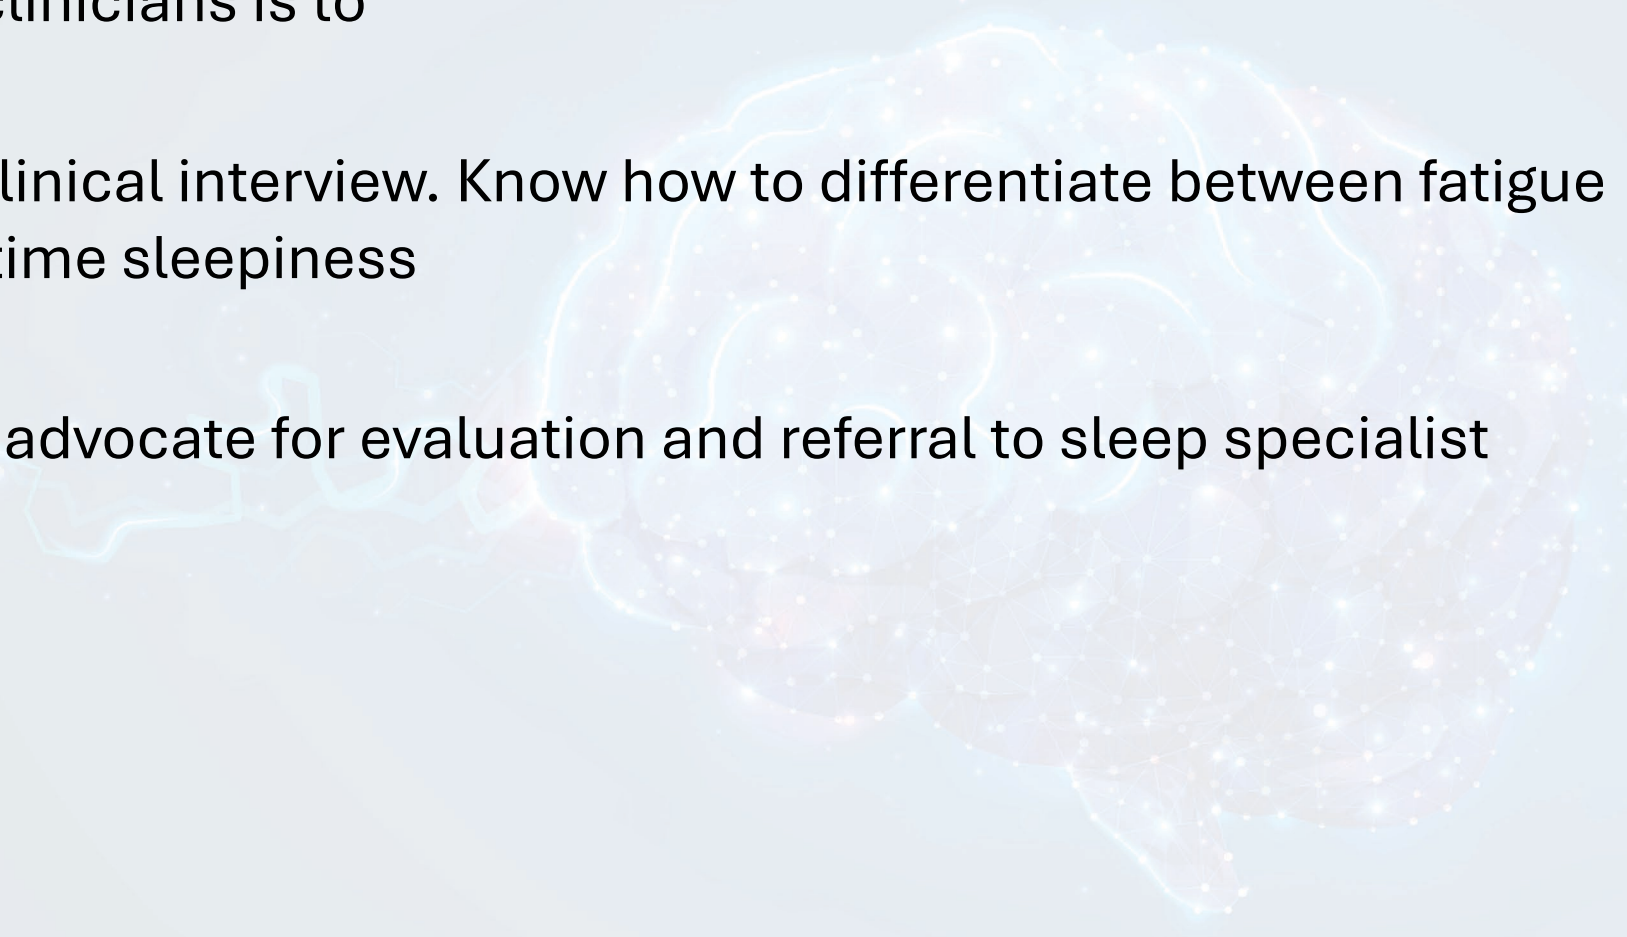 clinicians is to
linical interview. Know how to differentiate between fatigue
time sleepiness
advocate for evaluation and referral to sleep specialist